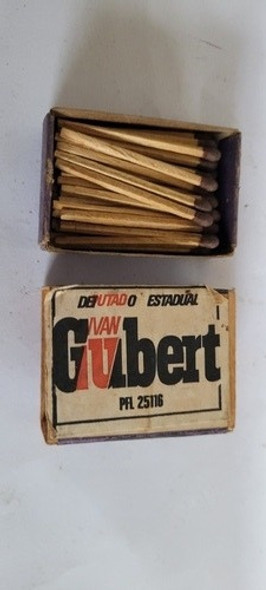 DEPUTADO ESTADUAL
IVAN
Gubert
PFL 25116